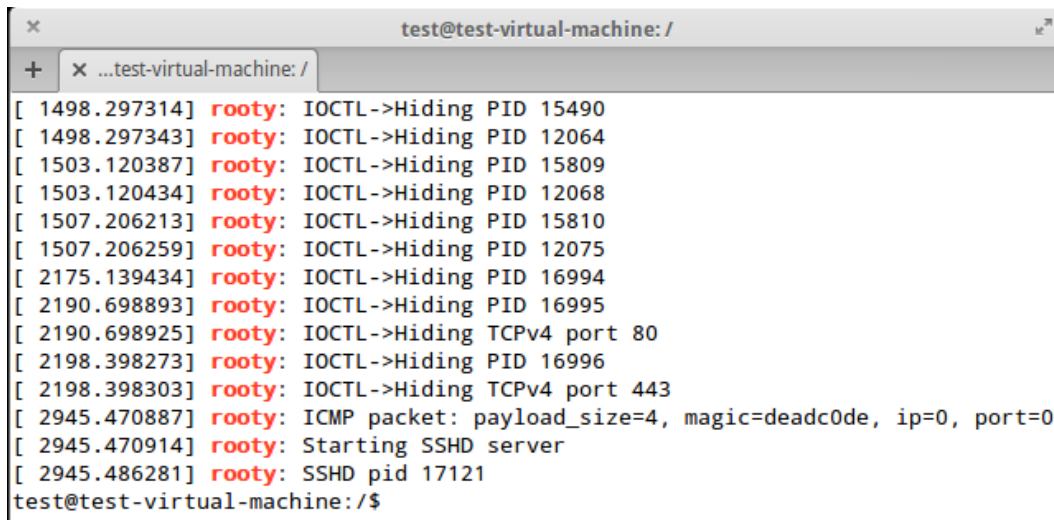 test@test-virtual-machine: /
...test-virtual-machine: /
[ 1498.297314] rooty: IOCTL->Hiding PID 15490
[ 1498.297343] rooty: IOCTL->Hiding PID 12064
[ 1503.120387] rooty: IOCTL->Hiding PID 15809
[ 1503.120434] rooty: IOCTL->Hiding PID 12068
[ 1507.206213] rooty: IOCTL->Hiding PID 15810
[ 1507.206259] rooty: IOCTL->Hiding PID 12075
[ 2175.139434] rooty: IOCTL->Hiding PID 16994
[ 2190.698893] rooty: IOCTL->Hiding PID 16995
[ 2190.698925] rooty: IOCTL->Hiding TCPv4 port 80
[ 2198.398273] rooty: IOCTL->Hiding PID 16996
[ 2198.398303] rooty: IOCTL->Hiding TCPv4 port 443
[ 2945.470887] rooty: ICMP packet: payload_size=4, magic=deadc0de, ip=0, port=0
[ 2945.470914] rooty: Starting SSHD server
[ 2945.486281] rooty: SSHD pid 17121
test@test-virtual-machine:/$